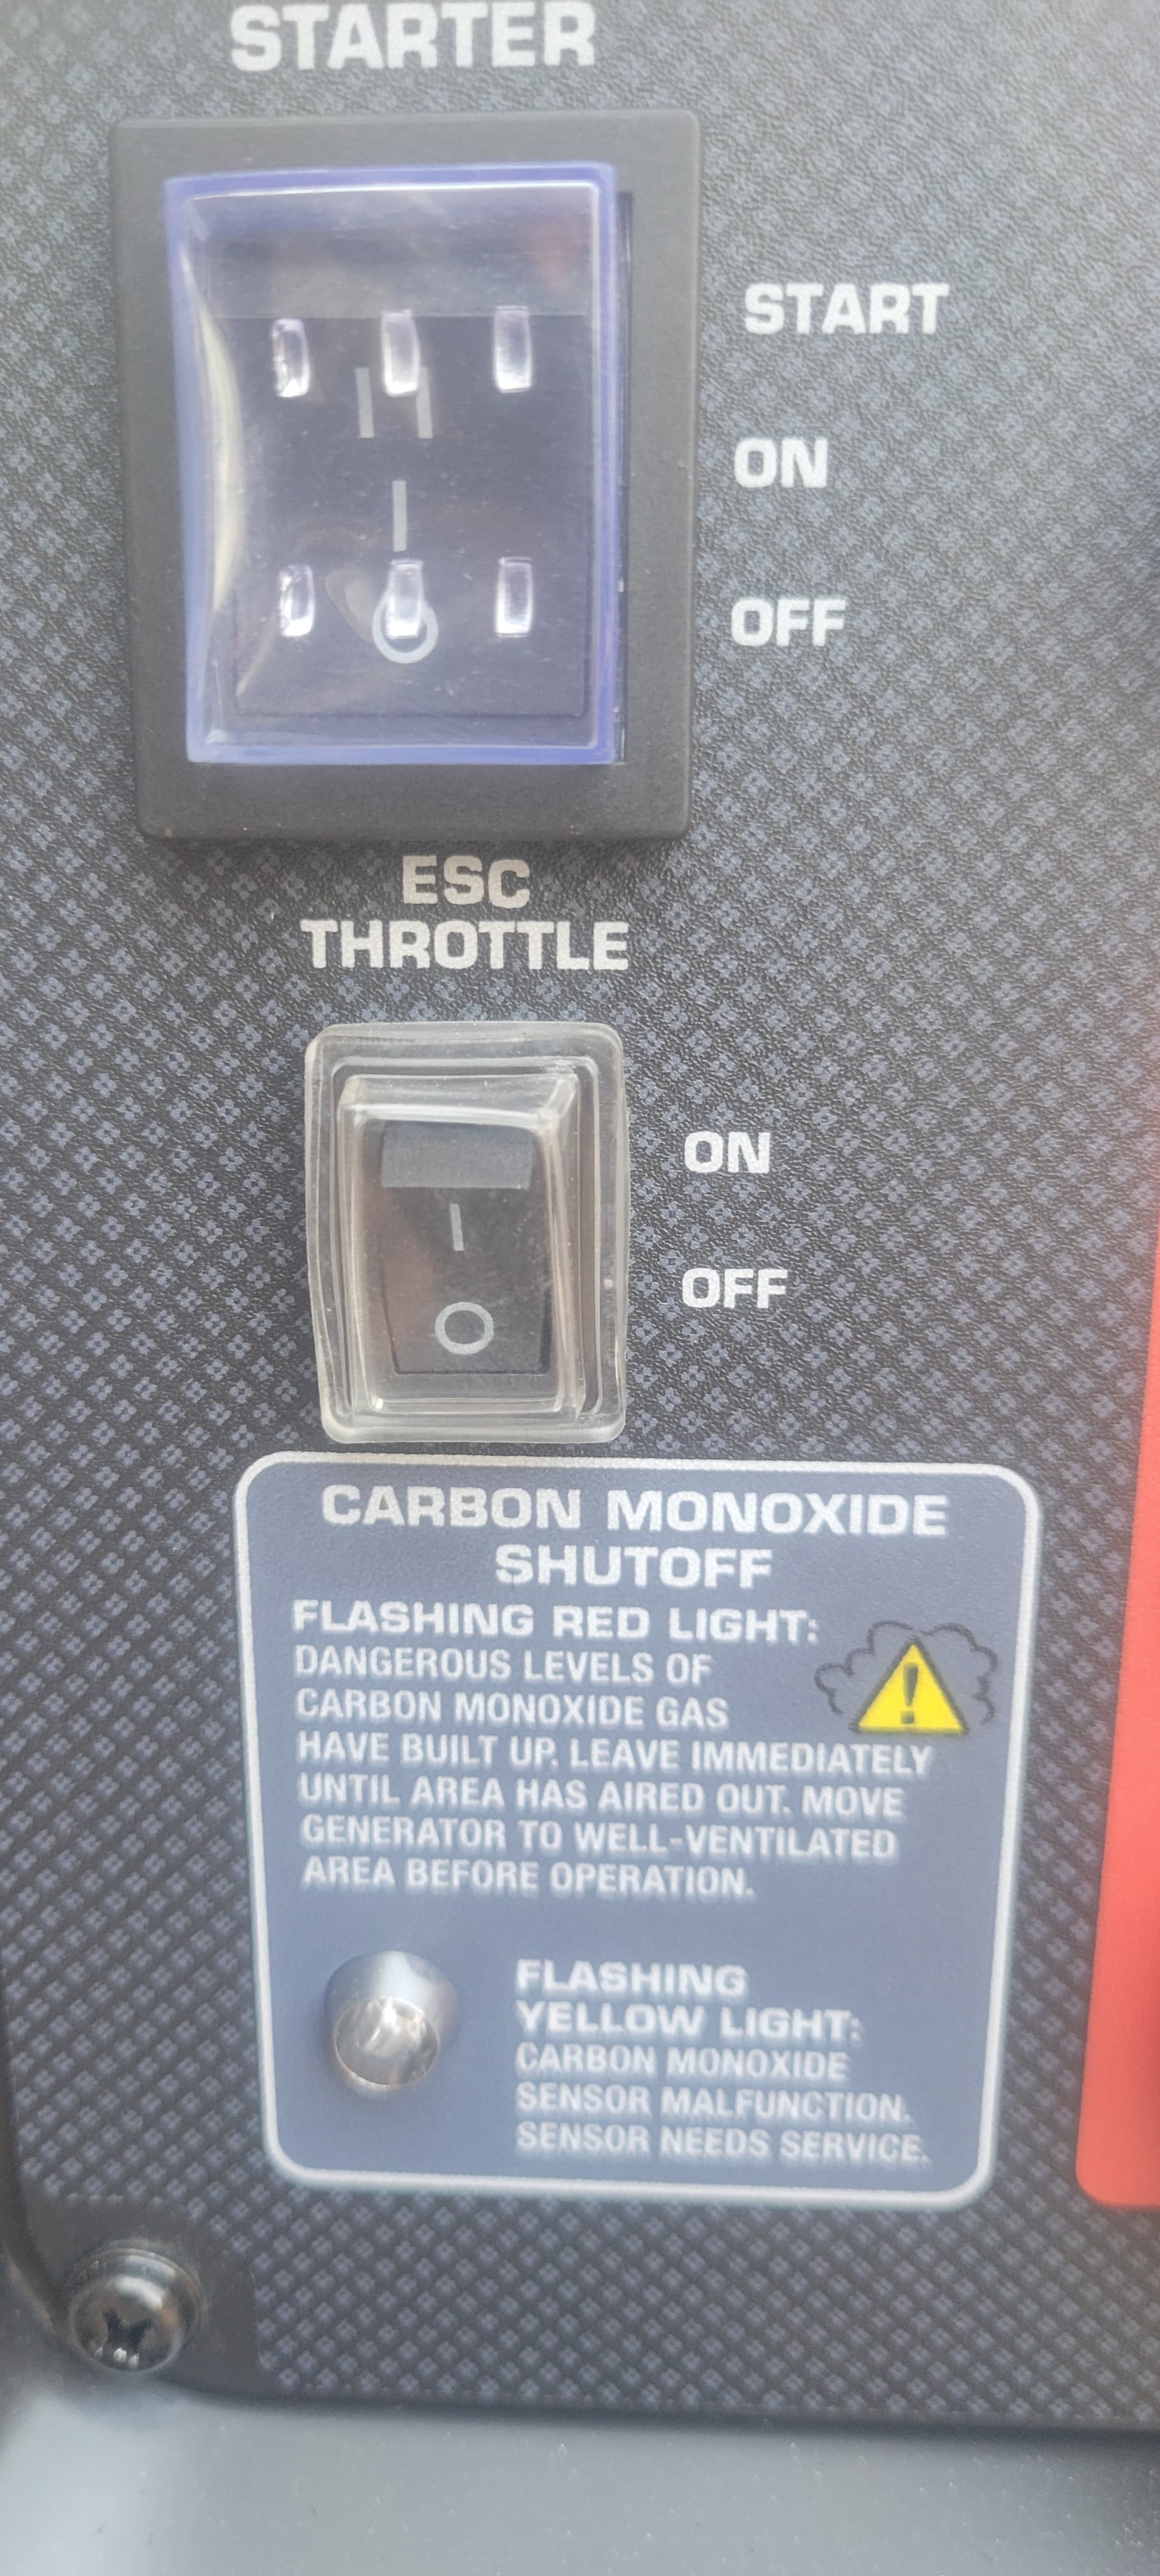 STARTER
START
ON
OFF
ESC
THROTTLE
ON
OFF
CARBON MONOXIDE
SHUTOFF
FLASHING RED LIGHT:
DANGEROUS LEVELS OF
CARBON MONOXIDE GAS
HAVE BUILT UP. LEAVE IMMEDIATELY
UNTIL AREA HAS AIRED OUT. MOVE
GENERATOR TO WELL-VENTILATED
AREA BEFORE OPERATION.
FLASHING
YELLOW LIGHT:
CARBON MONOXIDE
SENSOR MALFUNCTION.
SENSOR NEEDS SERVICE.